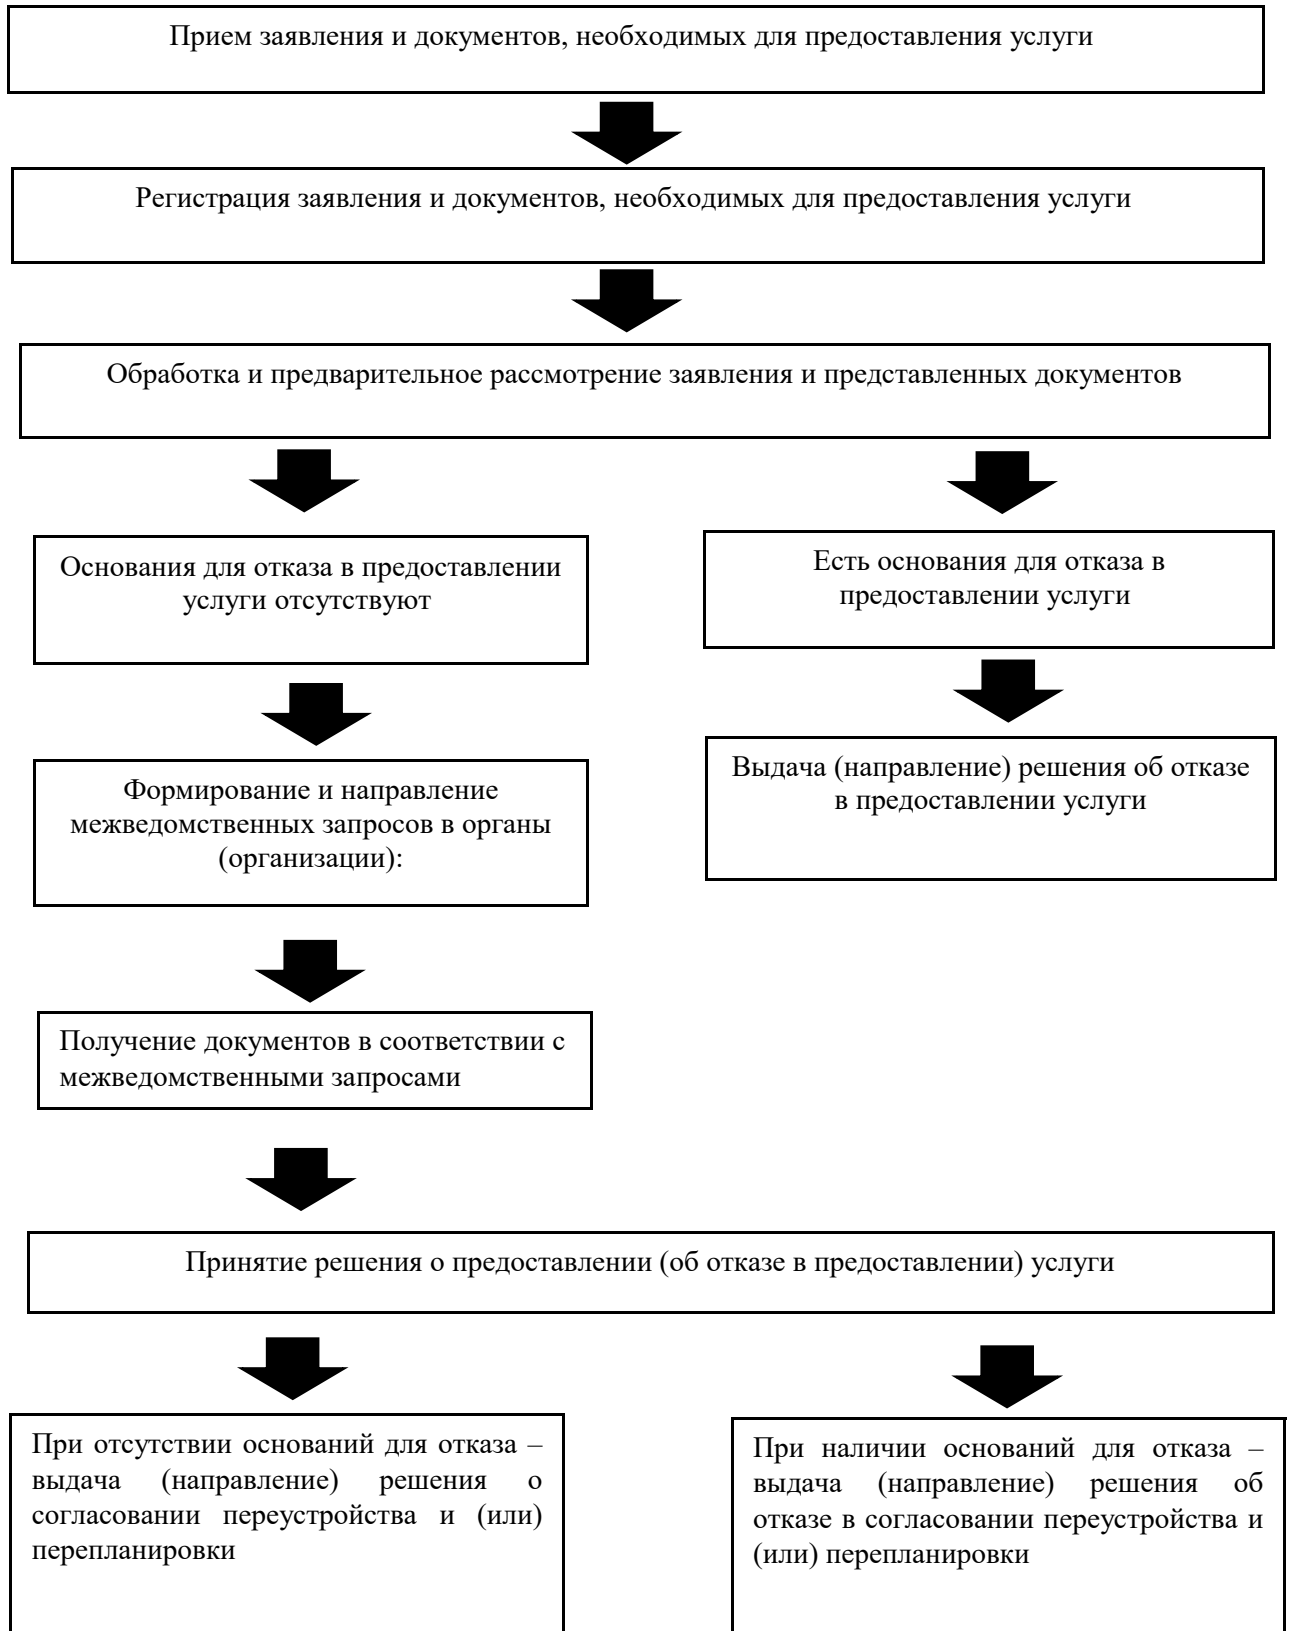 Прием заявления и документов, необходимых для предоставления услуги
Регистрация заявления и документов, необходимых для предоставления услуги
Обработка и предварительное рассмотрение заявления и представленных документов
Основания для отказа в предоставлении
услуги отсутствуют
Есть основания для отказа в
предоставлении услуги
Формирование и направление
межведомственных запросов в органы
(организации):
Выдача (направление) решения об отказе
в предоставлении услуги
Получение документов в соответствии с
межведомственными запросами
Принятие решения о предоставлении (об отказе в предоставлении) услуги
При отсутствии оснований для отказа –
выдача (направление) решения о
согласовании переустройства и (или)
перепланировки
При наличии оснований для отказа –
выдача (направление) решения об
отказе в согласовании переустройства и
(или) перепланировки